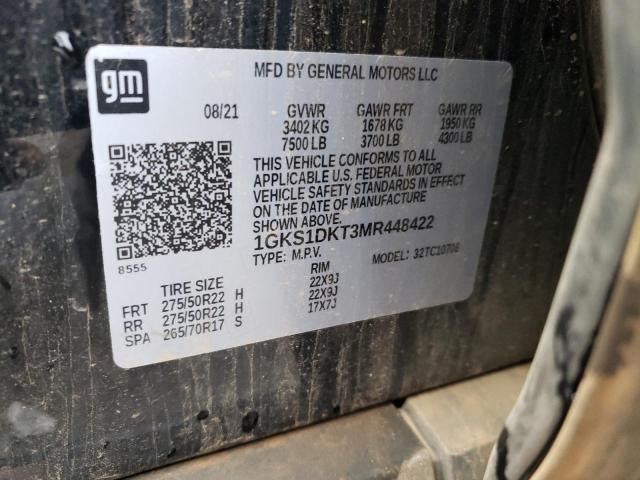 gm
MFD BY GENERAL MOTORS LLC
08/21 GVWR GAWR FRT GAWR RR
3402 KG 1678 KG 1950 KG
7500 LB 3700 LB 4300 LB
THIS VEHICLE CONFORMS TO ALL
APPLICABLE U.S. FEDERAL MOTOR
VEHICLE SAFETY STANDARDS IN EFFECT
ON THE DATE OF MANUFACTURE
SHOWN ABOVE.
1GKS1DKT3MR448422
TYPE: M.P.V. MODEL: 32TC10706
8555
TIRE SIZE RIM
FRT 275/50R22 H 22X9J
RR 275/50R22 H 22X9J
SPA 265/70R17 S 17X7J